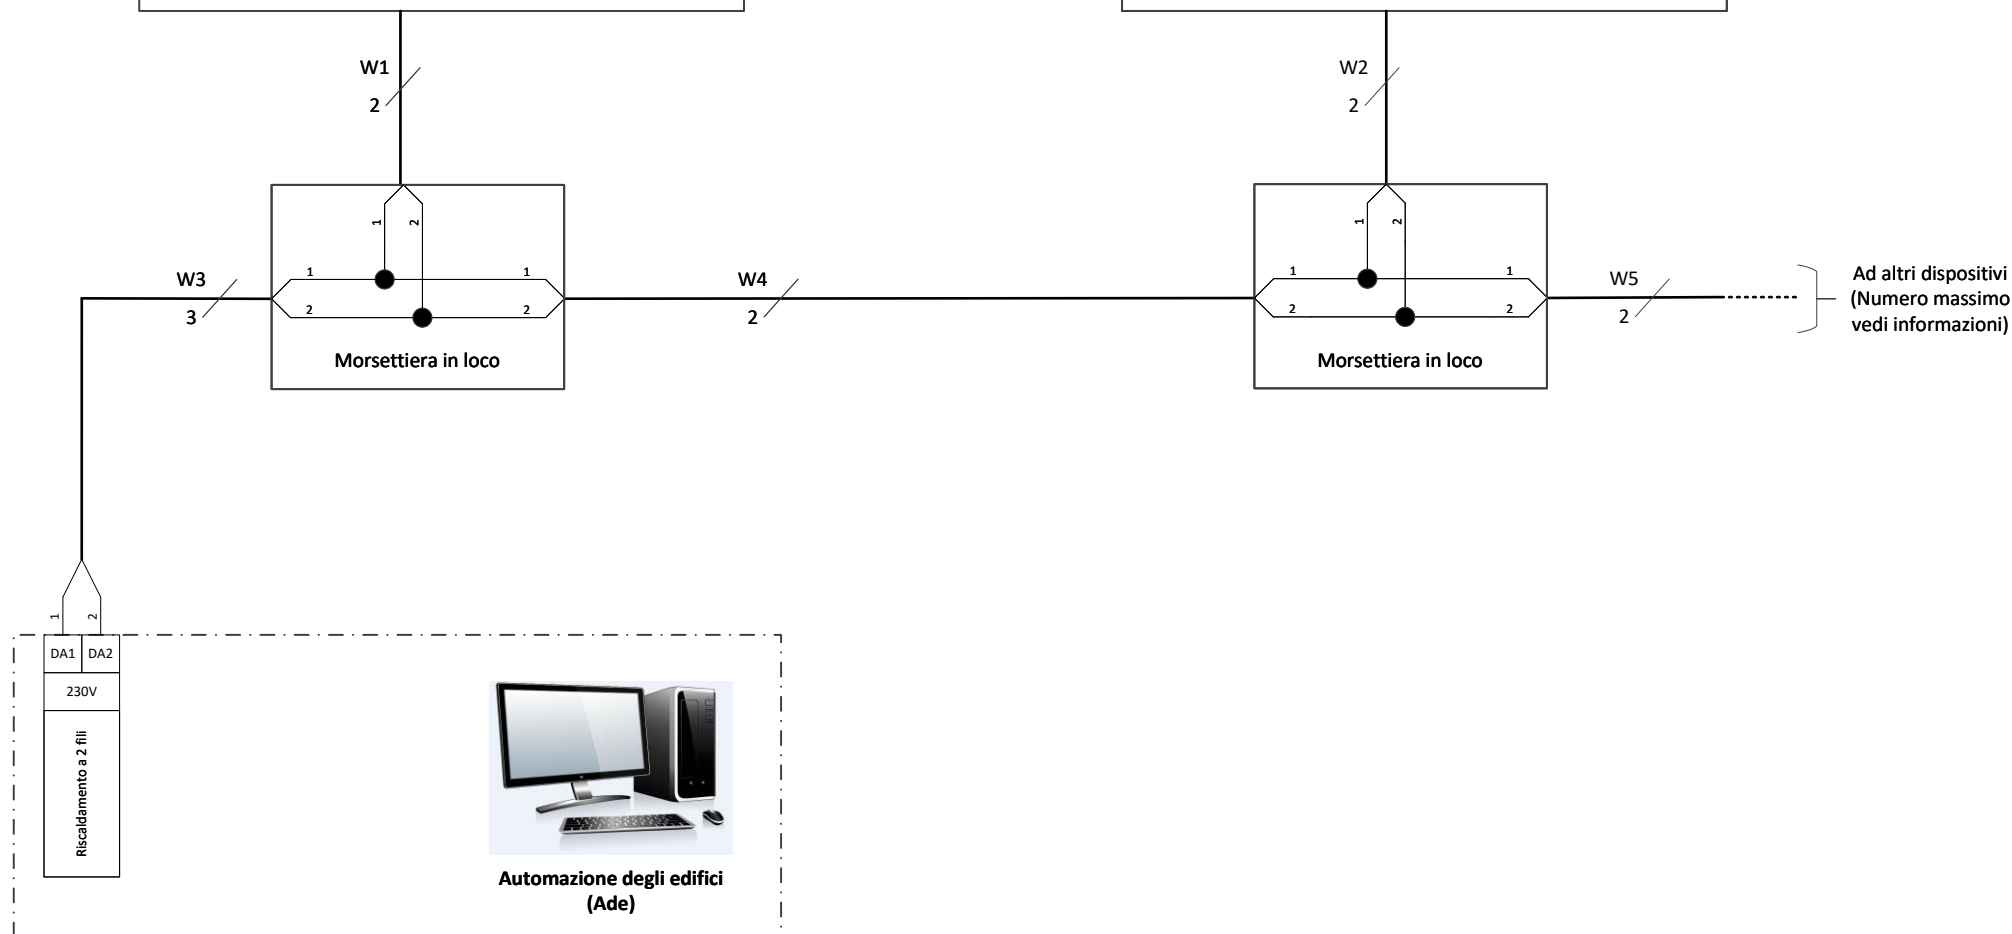 W1
2
W2
2
1
2
1
2
W3
3
1
1
2
2
W4
2
1
1
2
2
W5
2
Ad altri dispositivi
(Numero massimo
vedi informazioni)
Morsettiera in loco
Morsettiera in loco
1
2
DA1
DA2
230V
Riscaldamento a 2 fili
Automazione degli edifici
(Ade)